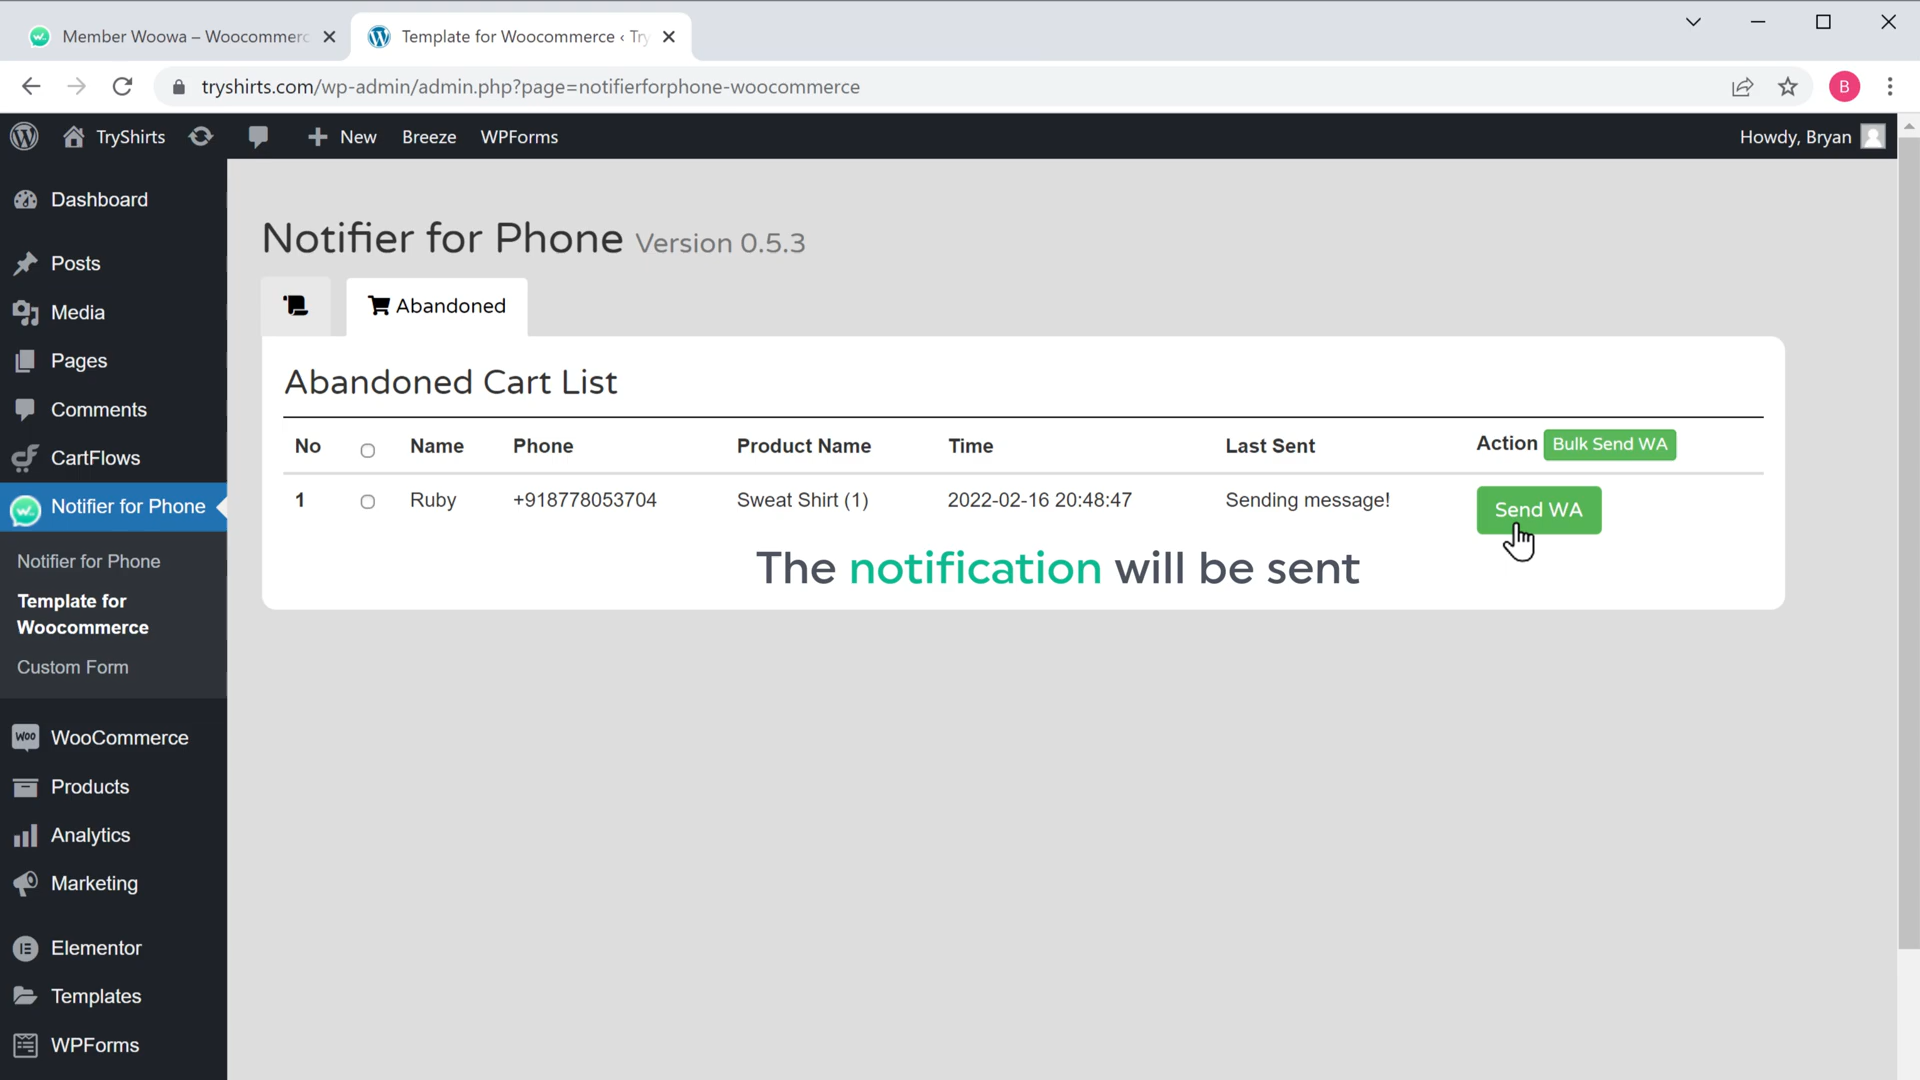 Member Woowa – Woocommerc
Template for Woocommerce ‹ Try
tryshirts.com/wp-admin/admin.php?page=notifierforphone-woocommerce
B
TryShirts
New
Breeze
WPForms
Howdy, Bryan
Dashboard
Posts
Media
Pages
Comments
CartFlows
Notifier for Phone
Notifier for Phone
Template for
Woocommerce
Custom Form
WooCommerce
Products
Analytics
Marketing
Elementor
Templates
WPForms
Notifier for Phone Version 0.5.3
Abandoned
Abandoned Cart List
No Name Phone Product Name Time Last Sent Action Bulk Send WA
1 Ruby +918778053704 Sweat Shirt (1) 2022-02-16 20:48:47 Sending message! Send WA
The notification will be sent